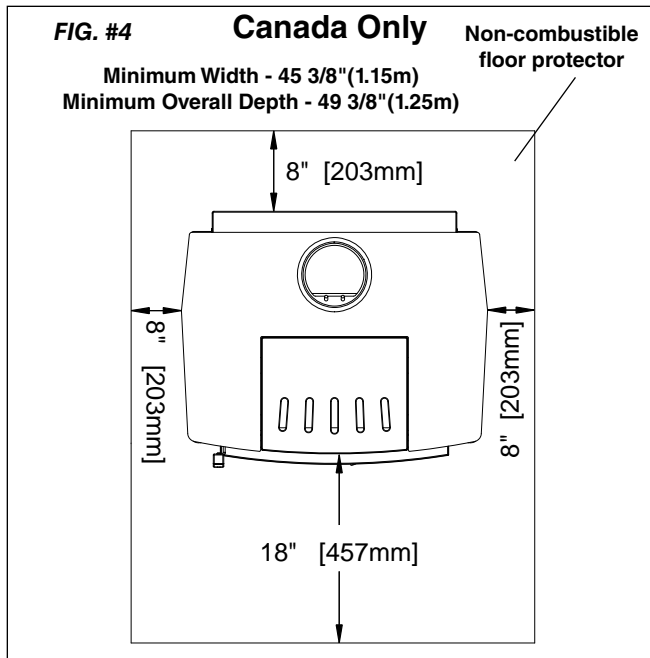 FIG. #4
Canada Only
Non-combustible
floor protector
Minimum Width - 45 3/8"(1.15m)
Minimum Overall Depth - 49 3/8"(1.25m)
8" [203mm]
8" [203mm]
8" [203mm]
18" [457mm]